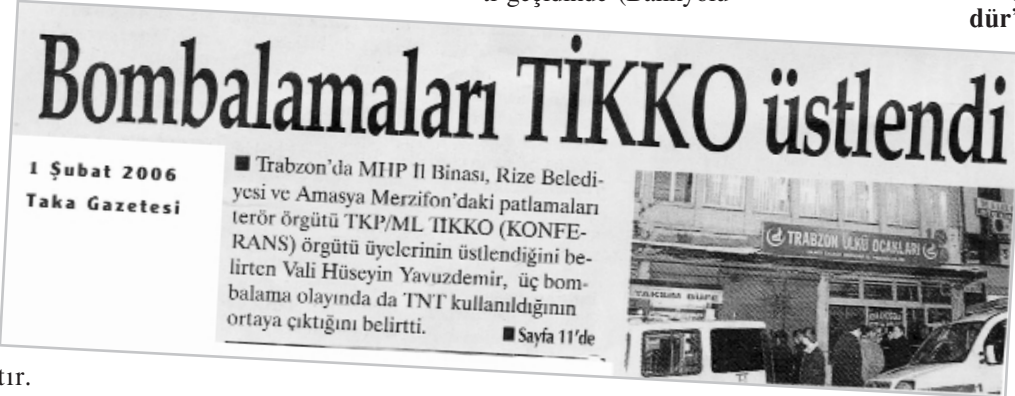 dür'
Bombalamaları TİKKO üstlendi
1 Şubat 2006
Taka Gazetesi
■ Trabzon'da MHP İl Binası, Rize Beledi-
yesi ve Amasya Merzifon'daki patlamaları
terör örgütü TKP/ML TIKKO (KONFE-
RANS) örgütü üyelerinin üstlendiğini be-
lirten Vali Hüseyin Yavuzdemir, üç bom-
balama olayında da TNT kullanıldığının
ortaya çıktığını belirtti.
■ Sayfa 11'de
TRABZON ÜLKÜ OCAKLARI
TAKSİM BÜFE
tır.